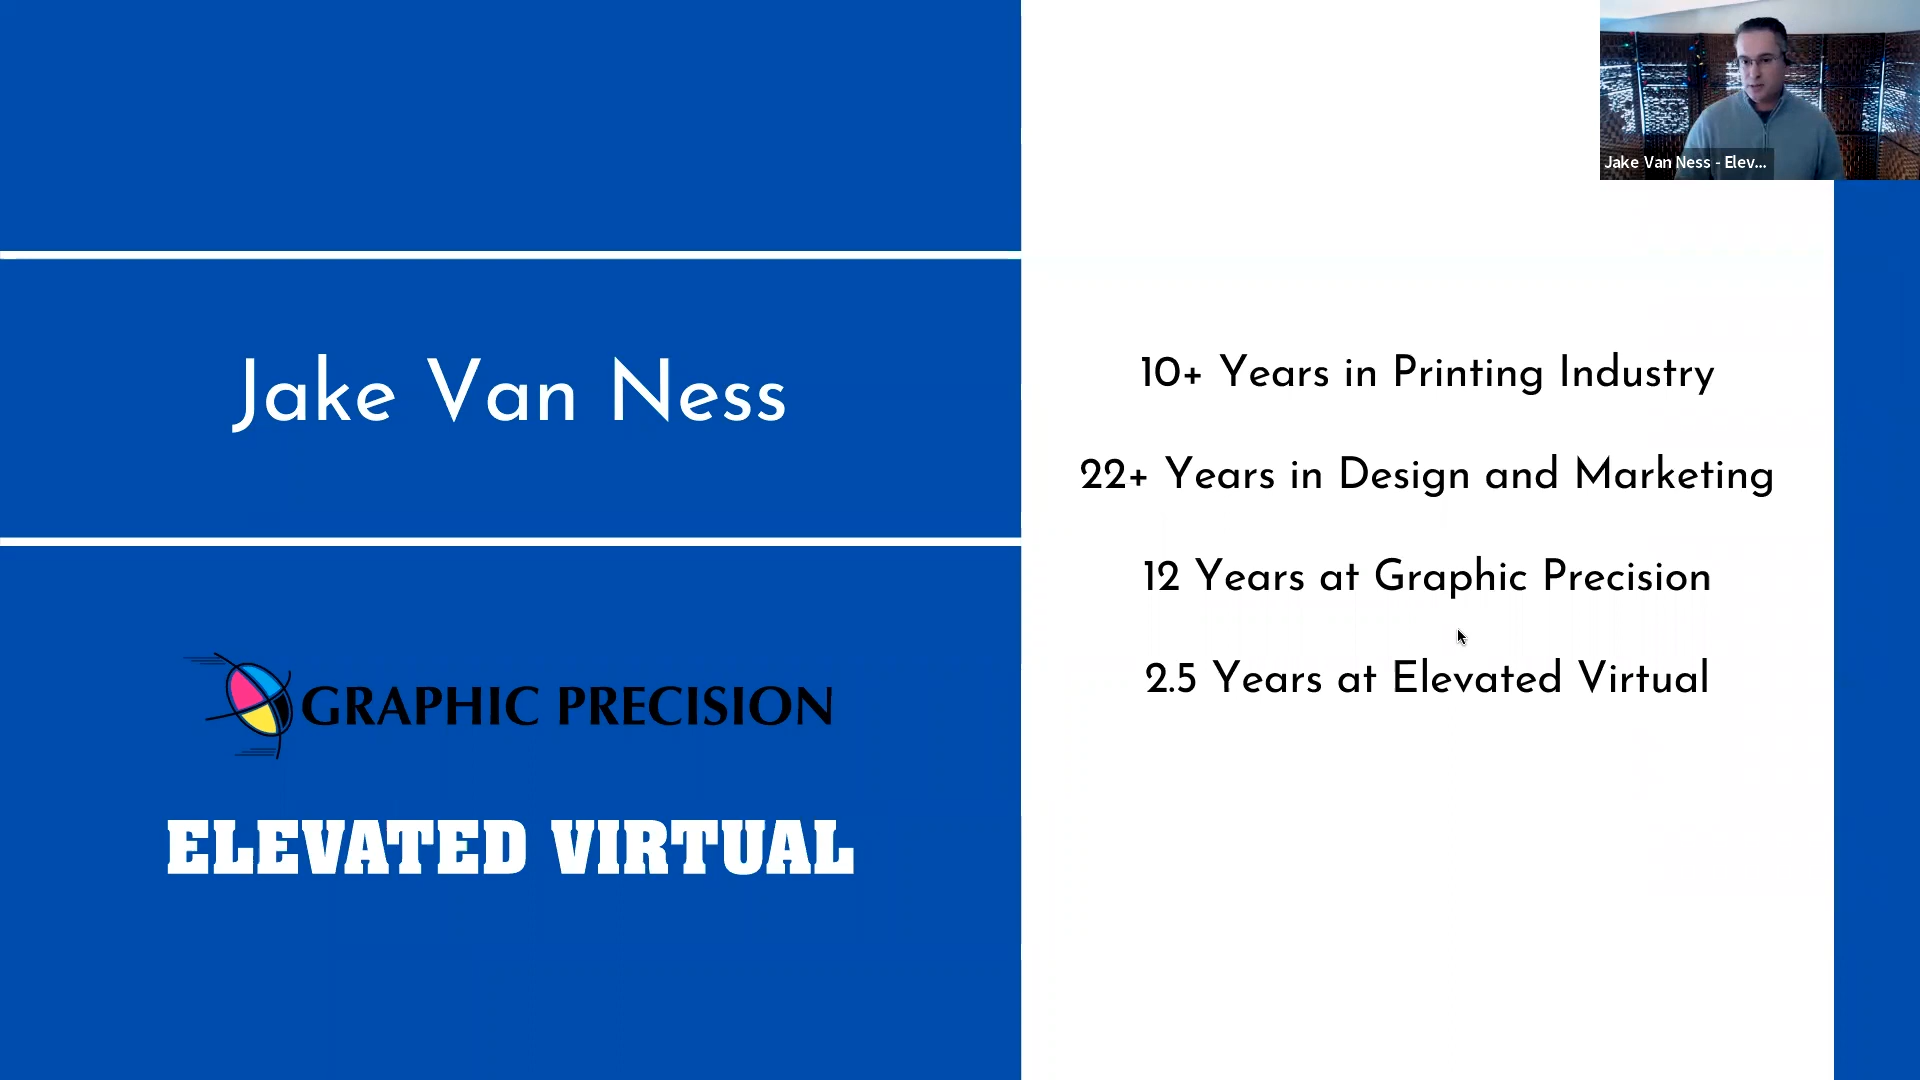 Jake Van Ness - Elev...
Jake Van Ness
GRAPHIC PRECISION
ELEVATED VIRTUAL
10+ Years in Printing Industry
22+ Years in Design and Marketing
12 Years at Graphic Precision
2.5 Years at Elevated Virtual